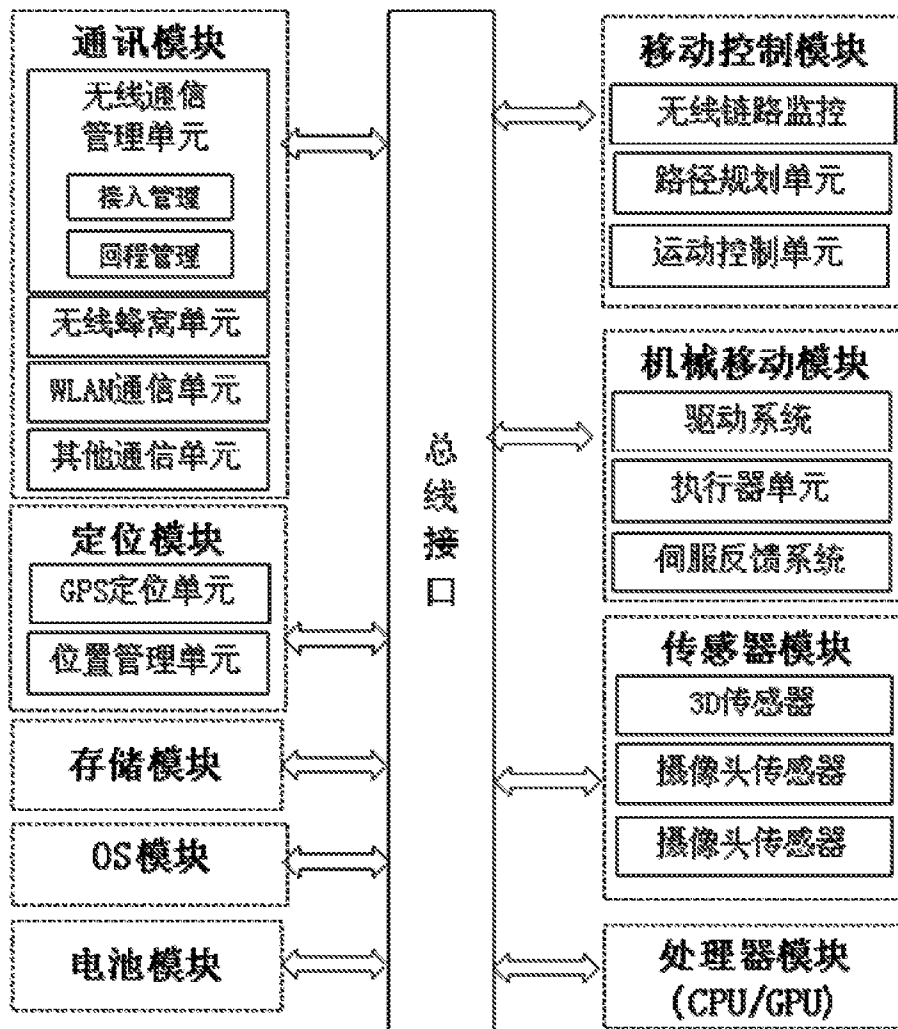 通讯模块
无线通信
管理单元
接入管理
回程管理
无线蜂窝单元
WLAN通信单元
其他通信单元
定位模块
GPS定位单元
位置管理单元
存储模块
OS模块
电池模块
总
线
接
口
移动控制模块
无线链路监控
路径规划单元
运动控制单元
机械移动模块
驱动系统
执行器单元
伺服反馈系统
传感器模块
3D传感器
摄像头传感器
摄像头传感器
处理器模块
(CPU/GPU)